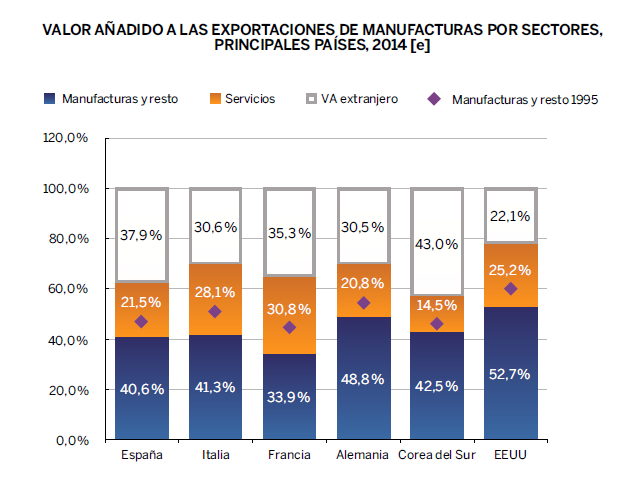 VALOR AÑADIDO A LAS EXPORTACIONES DE MANUFACTURAS POR SECTORES,
PRINCIPALES PAÍSES, 2014 [e]
Manufacturas y resto Servicios VA extranjero Manufacturas y resto 1995
120,0%
100,0%
80,0%
60,0%
40,0%
20,0%
0,0%
37,9% 30,6% 35,3% 30,5% 43,0% 22,1%
21,5% 28,1% 30,8% 20,8% 14,5% 25,2%
40,6% 41,3% 33,9% 48,8% 42,5% 52,7%
España Italia Francia Alemania Corea del Sur EEUU